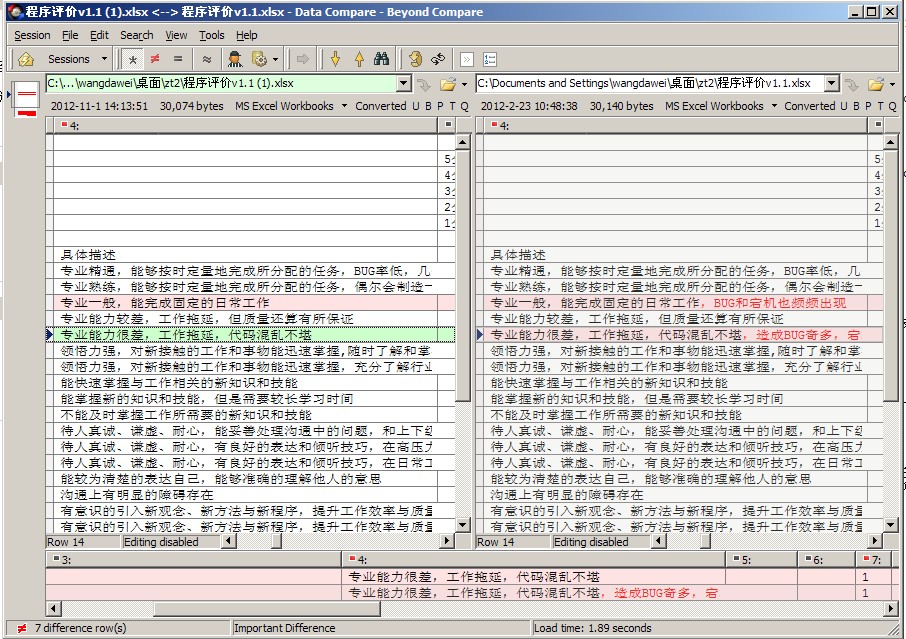 程序评价v1.1 (1).xlsx <--> 程序评价v1.1.xlsx - Data Compare - Beyond Compare
Session File Edit Search View Tools Help
Sessions
C:\...\wangdawei\桌面\zt2\程序评价v1.1 (1).xlsx
C:\Documents and Settings\wangdawei\桌面\zt2\程序评价v1.1.xlsx
2012-11-1 14:13:51 30,074 bytes MS Excel Workbooks Converted U B P T Q
2012-2-23 10:48:38 30,140 bytes MS Excel Workbooks Converted U B P T Q
4:
5
4
3
2
1
具体描述
专业精通，能够按时定量地完成所分配的任务，BUG率低，几
专业熟练，能够按时定量地完成所分配的任务，偶尔会制造一
专业一般，能完成固定的日常工作
专业能力较差，工作拖延，但质量还算有所保证
专业能力很差，工作拖延，代码混乱不堪
领悟力强，对新接触的工作和事物能迅速掌握,随时了解和掌
领悟力强，对新接触的工作和事物能迅速掌握，充分了解行业
能快速掌握与工作相关的新知识和技能
能掌握新的知识和技能，但是需要较长学习时间
不能及时掌握工作所需要的新知识和技能
待人真诚、谦虚、耐心，能妥善处理沟通中的问题，和上下级
待人真诚、谦虚、耐心，有良好的表达和倾听技巧，在高压力
待人真诚、谦虚、耐心，有良好的表达和倾听技巧，在日常工
能较为清楚的表达自己，能够准确的理解他人的意思
沟通上有明显的障碍存在
有意识的引入新观念、新方法与新程序，提升工作效率与质量
有意识的引入新观念、新方法与新程序，提升工作效率与质量
Row 14 Editing disabled
4:
5
4
3
2
1
具体描述
专业精通，能够按时定量地完成所分配的任务，BUG率低，几
专业熟练，能够按时定量地完成所分配的任务，偶尔会制造一
专业一般，能完成固定的日常工作，BUG和宕机也频频出现
专业能力较差，工作拖延，但质量还算有所保证
专业能力很差，工作拖延，代码混乱不堪，造成BUG奇多，宕
领悟力强，对新接触的工作和事物能迅速掌握,随时了解和掌
领悟力强，对新接触的工作和事物能迅速掌握，充分了解行业
能快速掌握与工作相关的新知识和技能
能掌握新的知识和技能，但是需要较长学习时间
不能及时掌握工作所需要的新知识和技能
待人真诚、谦虚、耐心，能妥善处理沟通中的问题，和上下级
待人真诚、谦虚、耐心，有良好的表达和倾听技巧，在高压力
待人真诚、谦虚、耐心，有良好的表达和倾听技巧，在日常工
能较为清楚的表达自己，能够准确的理解他人的意思
沟通上有明显的障碍存在
有意识的引入新观念、新方法与新程序，提升工作效率与质量
有意识的引入新观念、新方法与新程序，提升工作效率与质量
Row 14 Editing disabled
3: 4: 5: 6: 7:
专业能力很差，工作拖延，代码混乱不堪 1
专业能力很差，工作拖延，代码混乱不堪，造成BUG奇多，宕 1
7 difference row(s) Important Difference Load time: 1.89 seconds